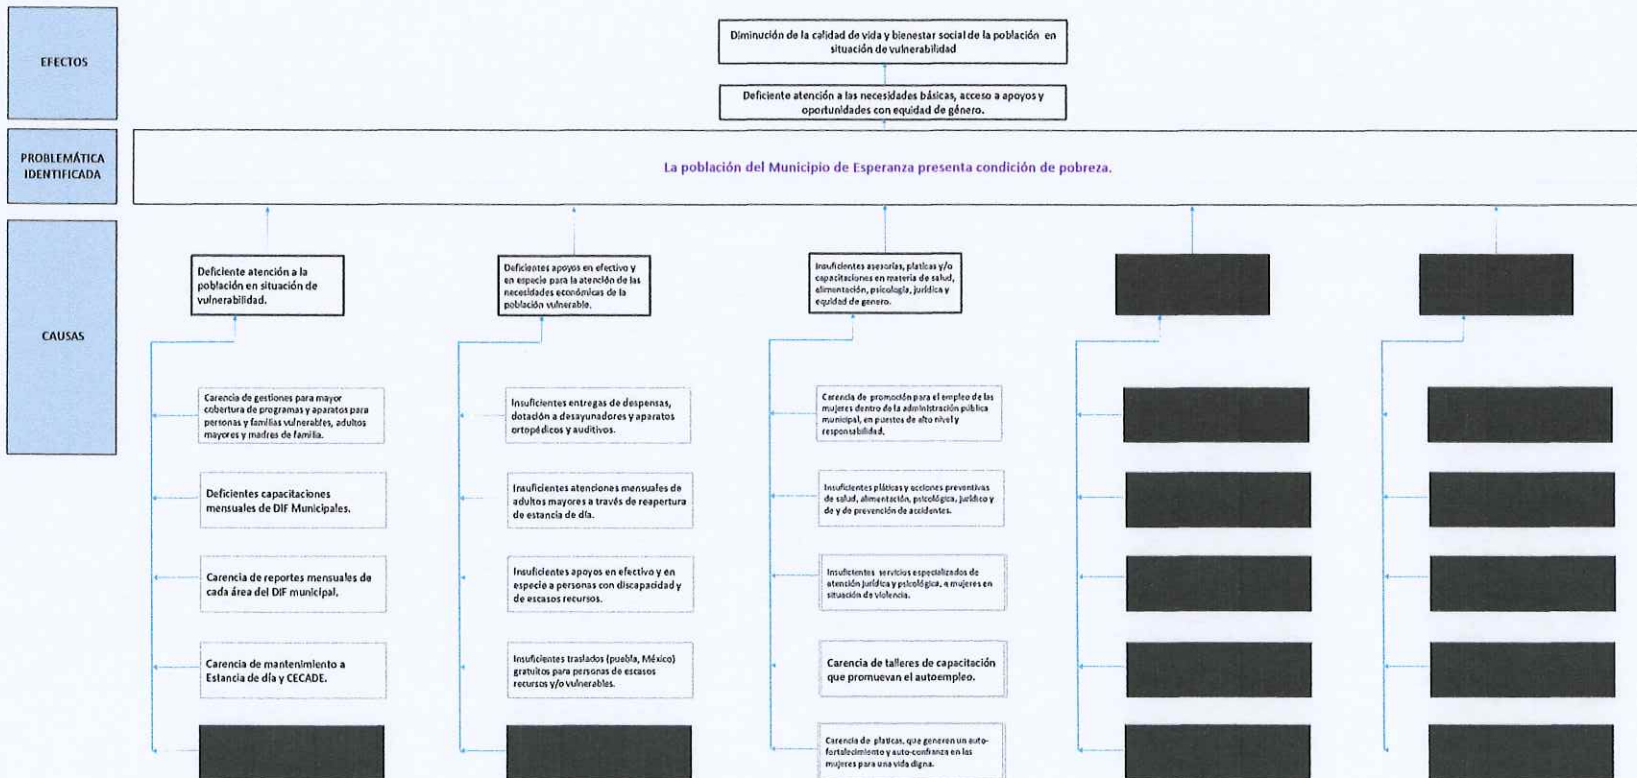 EFECTOS
Diminución de la calidad de vida y bienestar social de la población en
situación de vulnerabilidad
Deficiente atención a las necesidades básicas, acceso a apoyos y
oportunidades con equidad de género.
PROBLEMÁTICA
IDENTIFICADA
La población del Municipio de Esperanza presenta condición de pobreza.
CAUSAS
Deficiente atención a la
población en situación de
vulnerabilidad.
Carencia de gestiones para mayor
cobertura de programas y aparatos para
personas y familias vulnerables, adultos
mayores y madres de familia.
Deficientes capacitaciones
mensuales de DIF Municipales.
Carencia de reportes mensuales de
cada área del DIF municipal.
Carencia de mantenimiento a
Estancia de día y CECADE.
Deficientes apoyos en efectivo y
en especie para la atención de las
necesidades económicas de la
población vulnerable.
Insuficientes entregas de despensas,
dotación a desayunadores y aparatos
ortopédicos y auditivos.
Insuficientes atenciones mensuales de
adultos mayores a través de reapertura
de estancia de día.
Insuficientes apoyos en efectivo y en
especie a personas con discapacidad y
de escasos recursos.
Insuficientes traslados (puebla, México)
gratuitos para personas de escasos
recursos y/o vulnerables.
Insuficientes asesorías, platicas y/o
capacitaciones en materia de salud,
alimentación, psicología, jurídica y
equidad de genero.
Carencia de promoción para el empleo de las
mujeres dentro de la administración pública
municipal, en puestos de alto nivel y
responsabilidad.
Insuficientes pláticas y acciones preventivas
de salud, alimentación, psicológica, jurídico y
de y de prevención de accidentes.
Insuficientes servicios especializados de
atención jurídica y psicológica, a mujeres en
situación de violencia.
Carencia de talleres de capacitación
que promuevan el autoempleo.
Carencia de platicas, que generen un auto-
fortalecimiento y auto-confianza en las
mujeres para una vida digna.